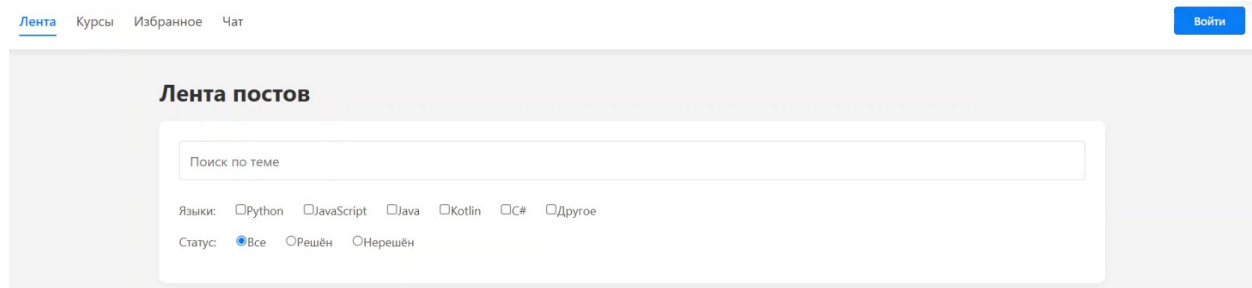 Лента Курсы Избранное Чат Войти
Лента постов
Поиск по теме
Языки: Python JavaScript Java Kotlin C# Другое
Статус: Все Решён Нерешён